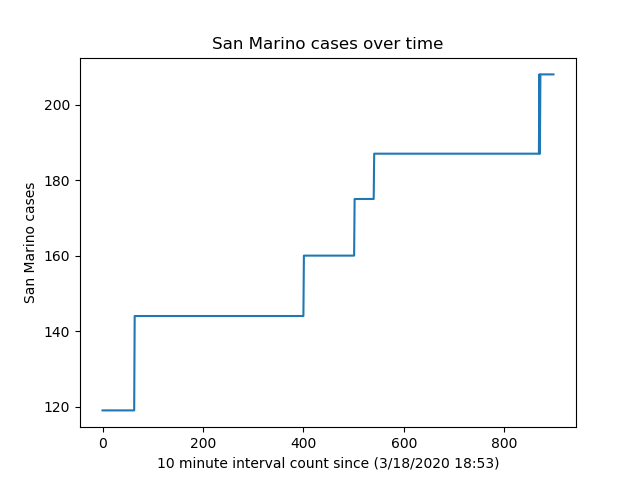 San Marino cases over time
San Marino cases
200
180
160
140
120
0 200 400 600 800
10 minute interval count since (3/18/2020 18:53)